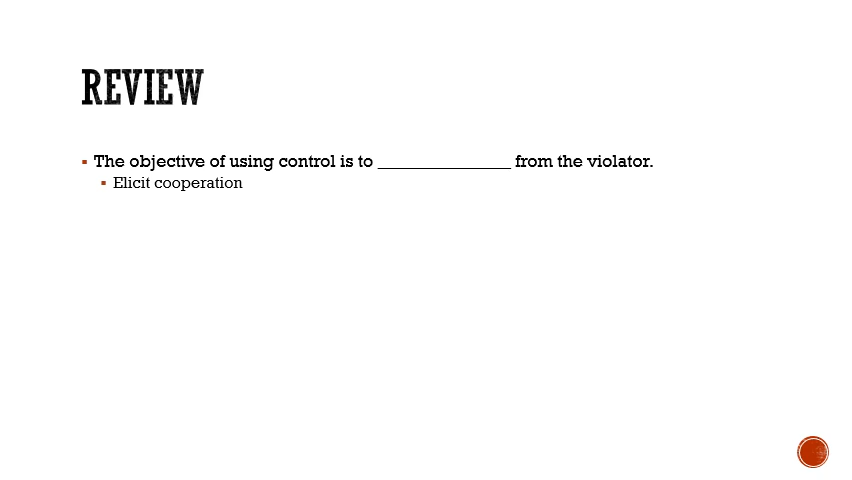 REVIEW
▪ The objective of using control is to _______________ from the violator.
▪ Elicit cooperation